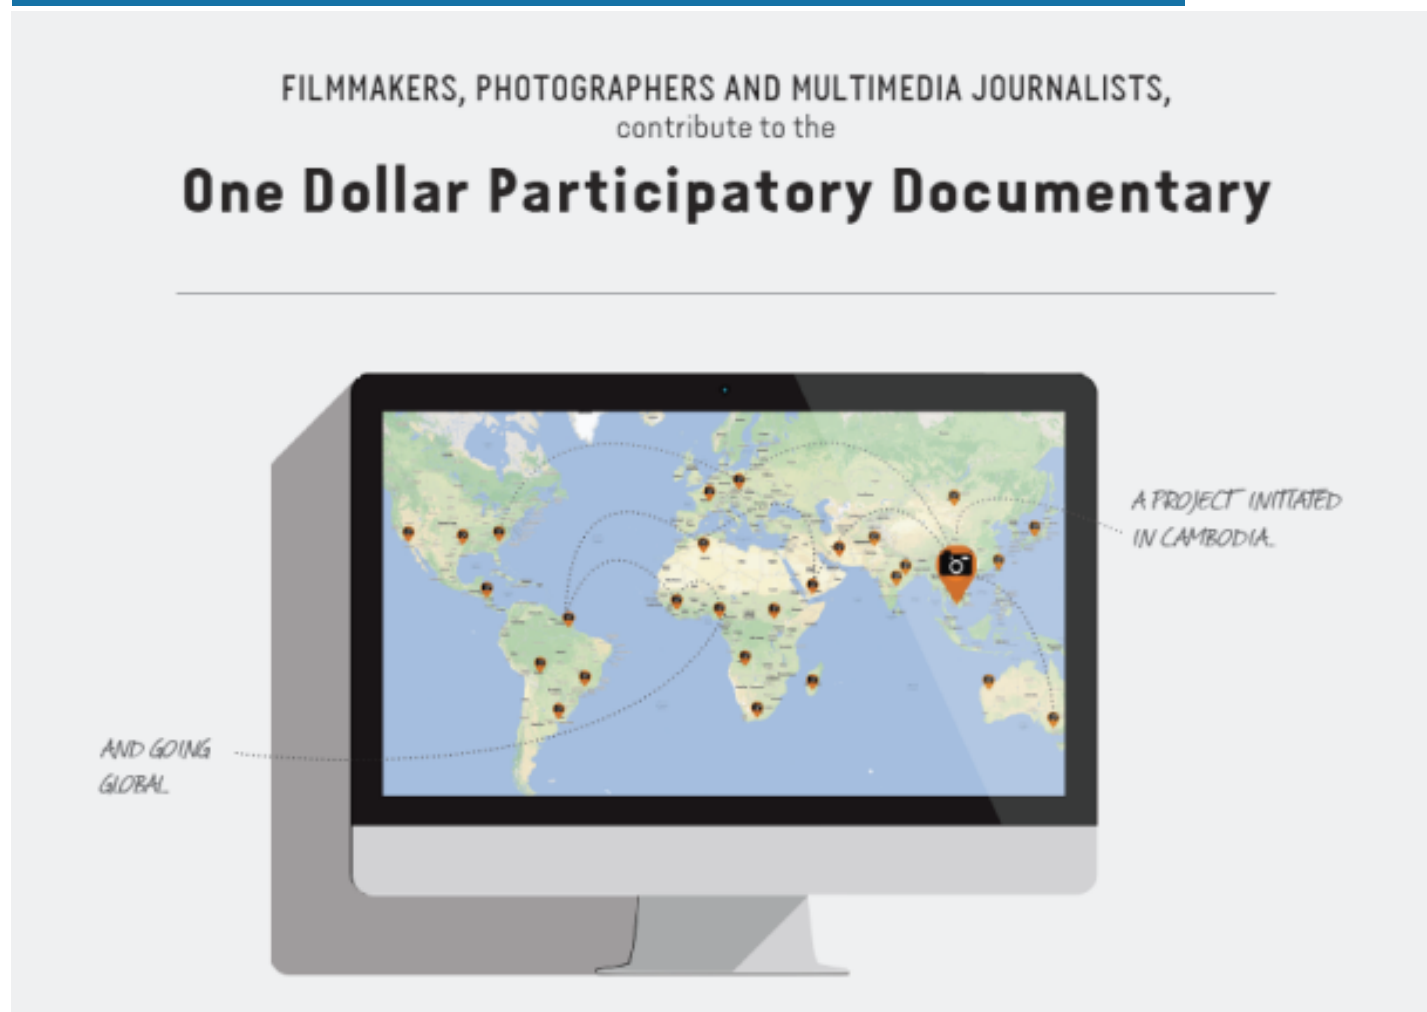 FILMMAKERS, PHOTOGRAPHERS AND MULTIMEDIA JOURNALISTS,
contribute to the
One Dollar Participatory Documentary
A PROJECT INITIATED
IN CAMBODIA...
AND GOING
GLOBAL...